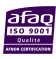 afaq
ISO 9001
Qualité
AFNOR CERTIFICATION